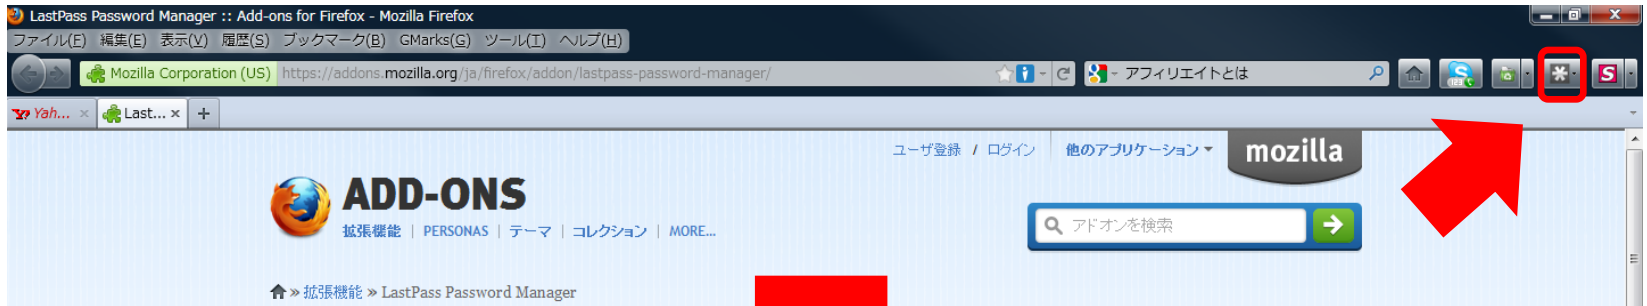 LastPass Password Manager :: Add-ons for Firefox - Mozilla Firefox
ファイル(F) 編集(E) 表示(V) 履歴(S) ブックマーク(B) GMarks(G) ツール(T) ヘルプ(H)
Mozilla Corporation (US) https://addons.mozilla.org/ja/firefox/addon/lastpass-password-manager/ アフィリエイトとは
Yah... Last...
ユーザ登録 / ログイン 他のアプリケーション mozilla
ADD-ONS
拡張機能 | PERSONAS | テーマ | コレクション | MORE...
アドオンを検索
» 拡張機能 » LastPass Password Manager